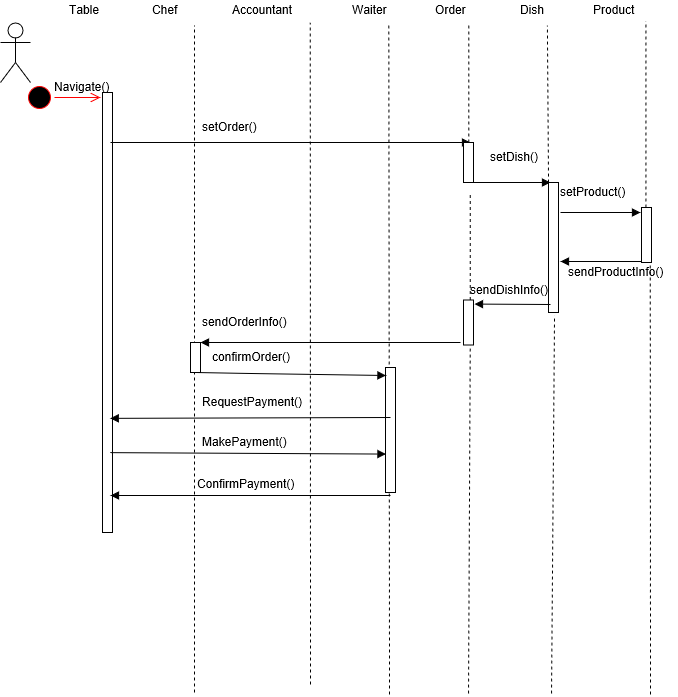 Table Chef Accountant Waiter Order Dish Product
Navigate()
setOrder()
setDish()
setProduct()
sendProductInfo()
sendDishInfo()
sendOrderInfo()
confirmOrder()
RequestPayment()
MakePayment()
ConfirmPayment()